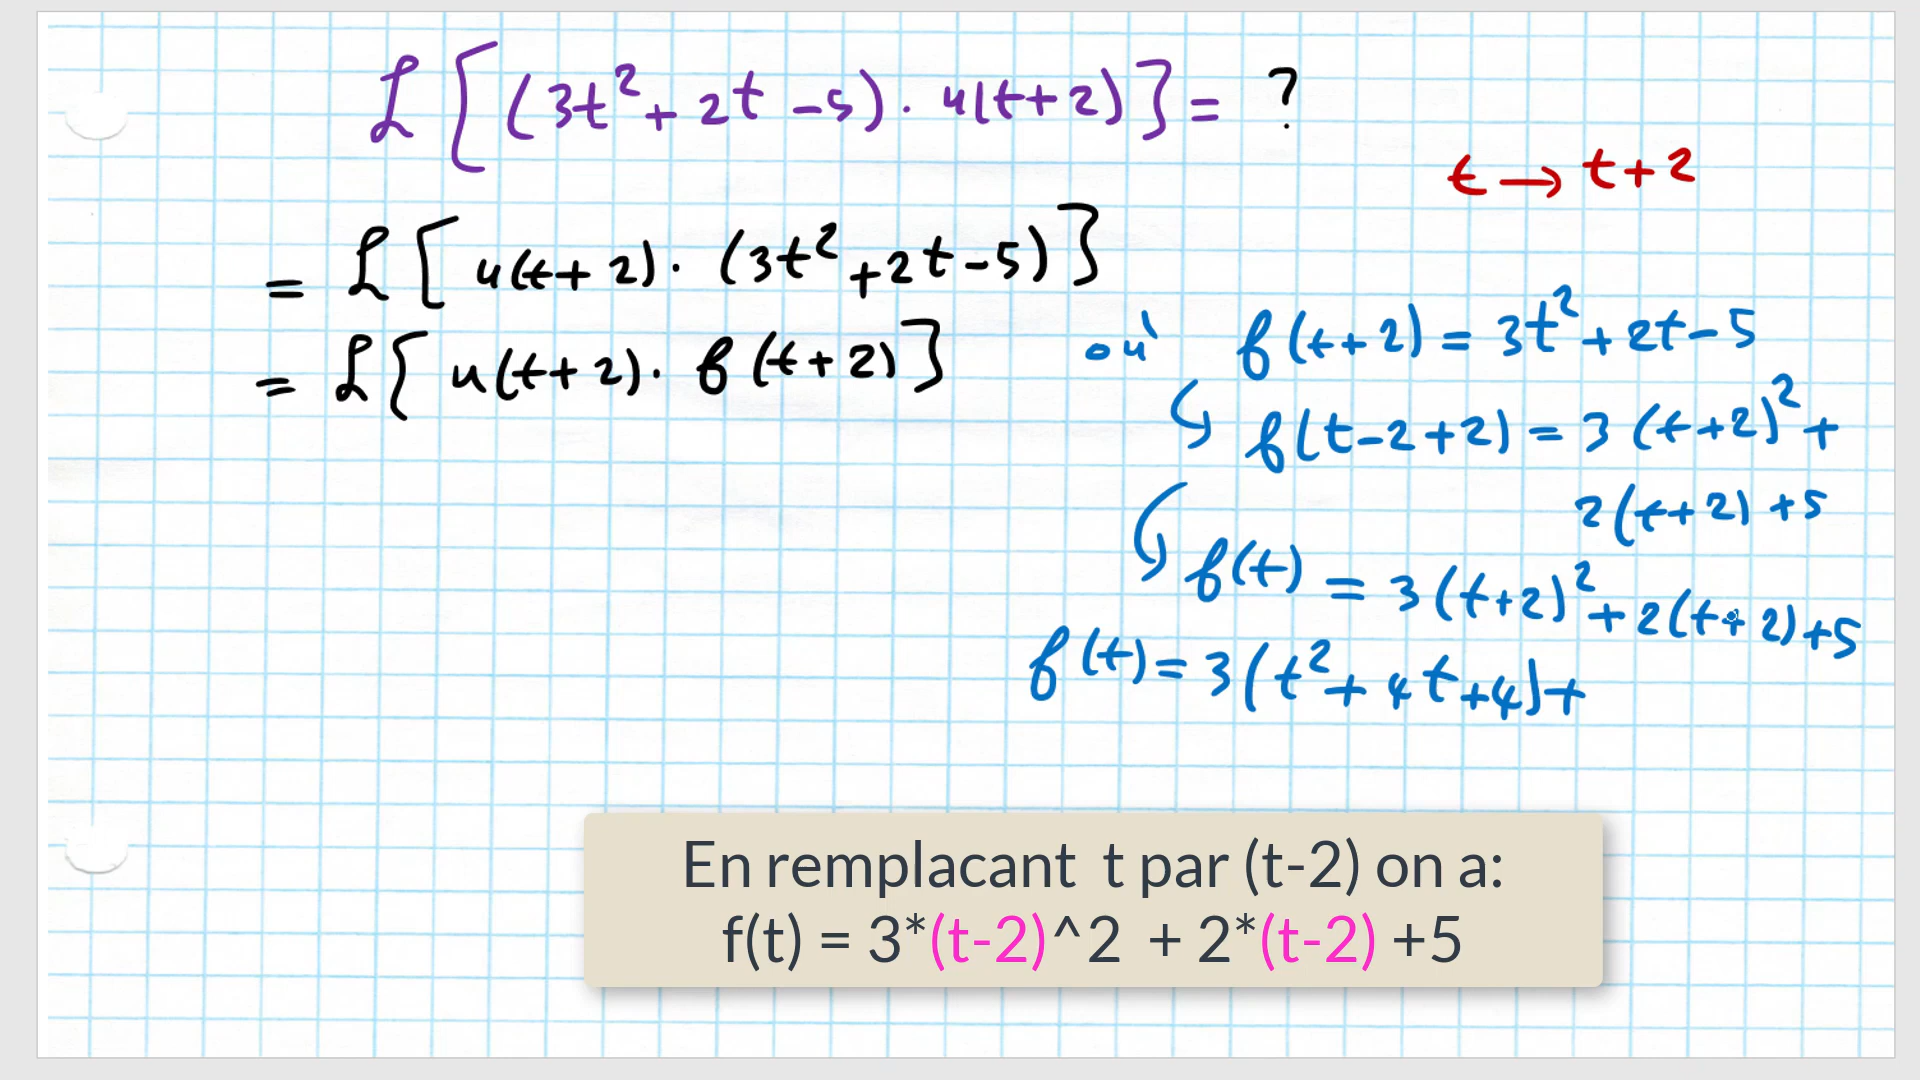 ℒ[(3t² + 2t - 5) · u(t+2)] = ?
t → t+2
= ℒ[u(t+2) · (3t² + 2t - 5)]
= ℒ[u(t+2) · f(t+2)]
où f(t+2) = 3t² + 2t - 5
f(t-2+2) = 3(t+2)² +
2(t+2) +5
f(t) = 3(t+2)² + 2(t+2) +5
f(t) = 3(t² + 4t + 4) +
En remplacant t par (t-2) on a:
f(t) = 3*(t-2)^2 + 2*(t-2) +5